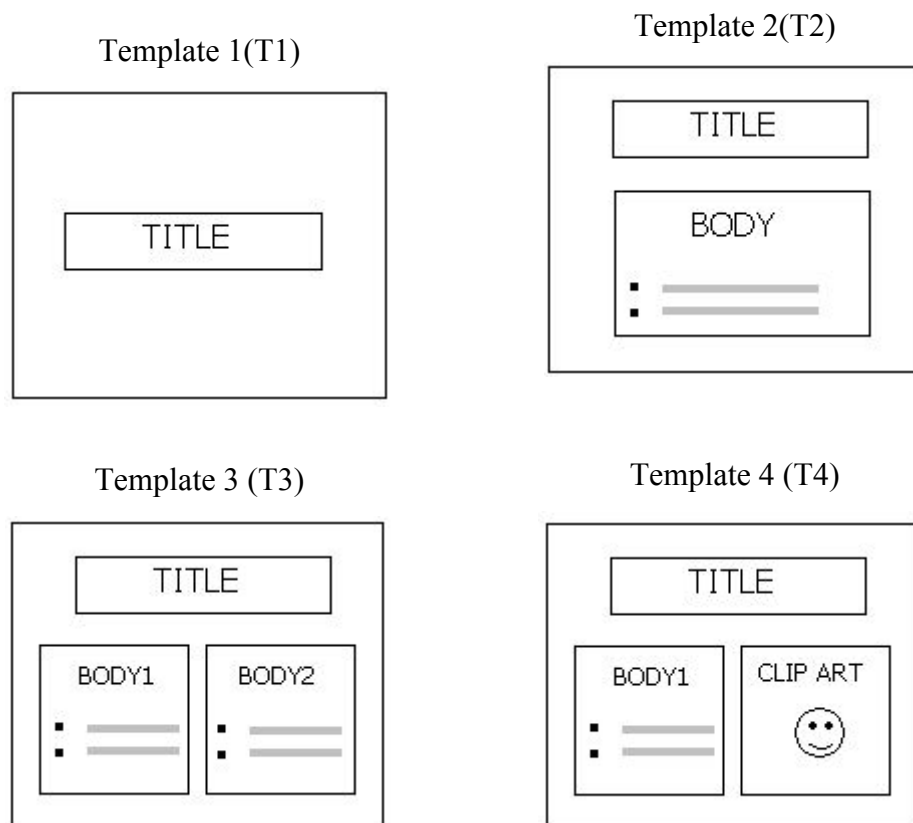 Template 1(T1)
TITLE
Template 2(T2)
TITLE
BODY
Template 3 (T3)
TITLE
BODY1
BODY2
Template 4 (T4)
TITLE
BODY1
CLIP ART